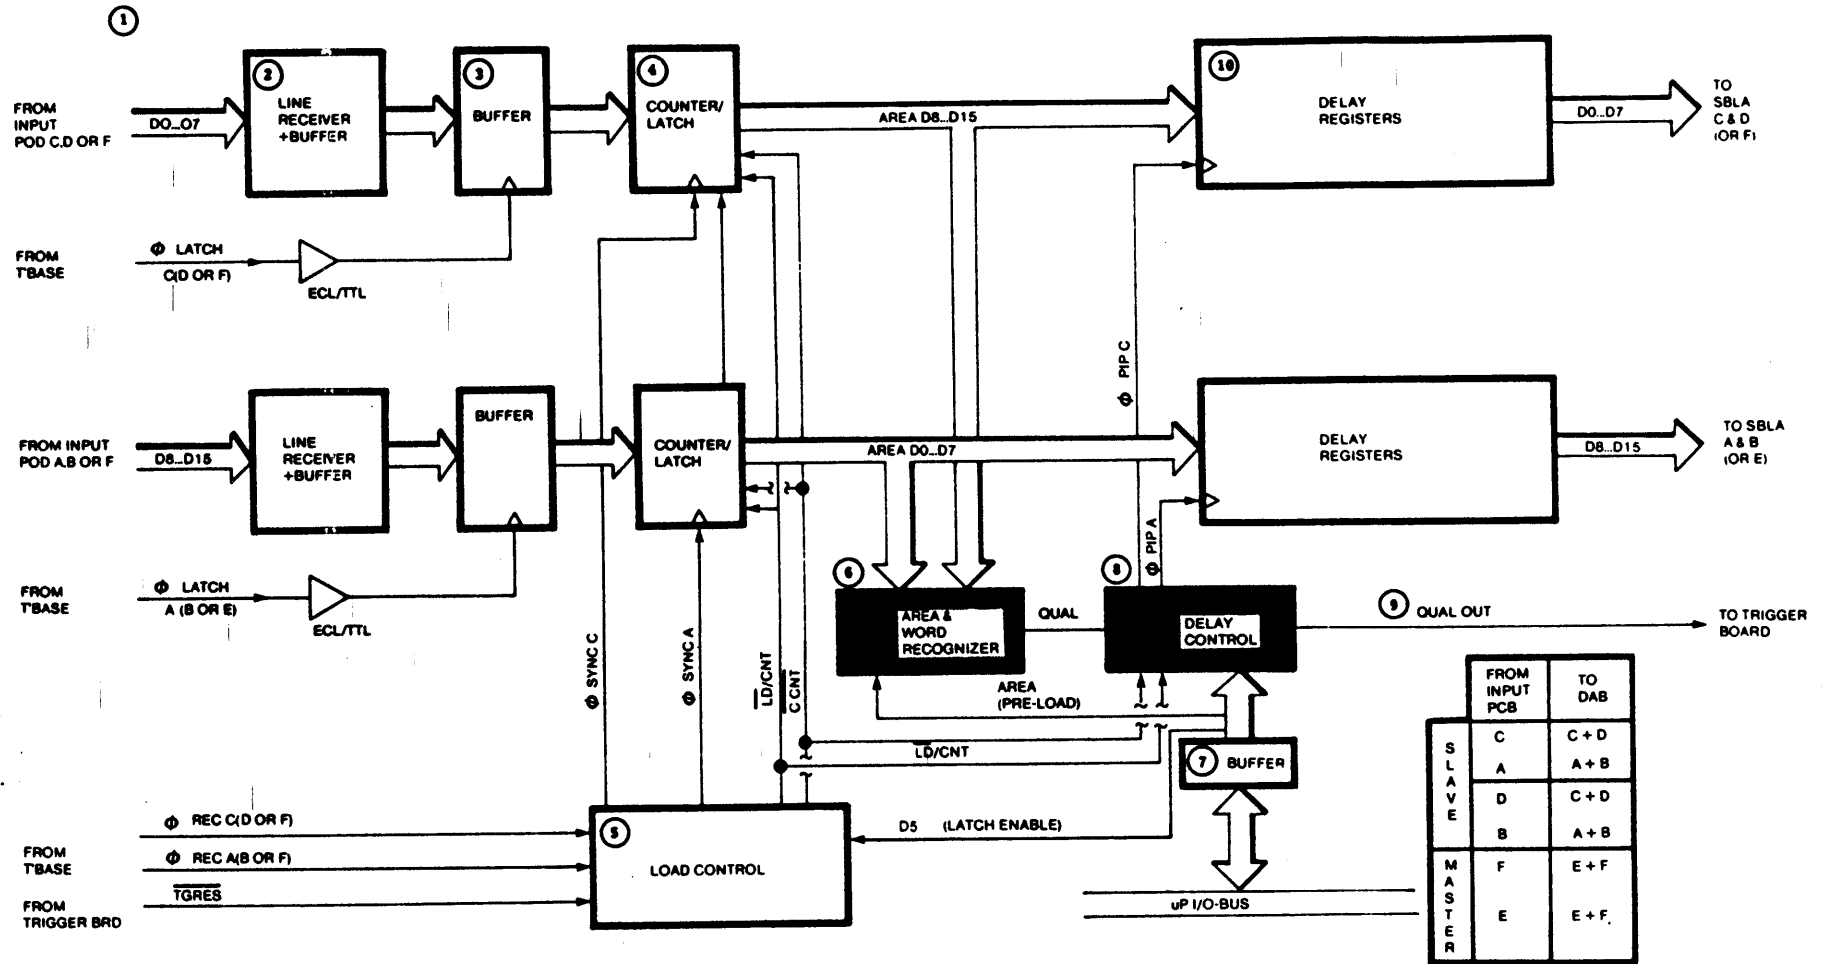 1
2
LINE
RECEIVER
+BUFFER
3
BUFFER
4
COUNTER/
LATCH
10
DELAY
REGISTERS
FROM
INPUT
POD C.D OR F
D0...O7
AREA D8...D15
D0...D7
TO
SBLA
C & D
(OR F)
FROM
T'BASE
Φ LATCH
C(D OR F)
ECL/TTL
Φ PIP C
FROM INPUT
POD A.B OR F
D8...D15
LINE
RECEIVER
+BUFFER
BUFFER
COUNTER/
LATCH
AREA D0...D7
DELAY
REGISTERS
D8...D15
TO SBLA
A & B
(OR E)
FROM
T'BASE
Φ LATCH
A (B OR E)
ECL/TTL
Φ SYNC C
Φ SYNC A
L̅D̅/CNT
C̅ CNT
6
AREA &
WORD
RECOGNIZER
QUAL
8
Φ PIP A
DELAY
CONTROL
9
QUAL OUT
TO TRIGGER
BOARD
AREA
(PRE-LOAD)
L̅D̅/CNT
7
BUFFER
D5 (LATCH ENABLE)
uP I/O-BUS
Φ REC C(D OR F)
FROM
T'BASE
Φ REC A(B OR F)
T̅G̅R̅E̅S̅
FROM
TRIGGER BRD
5
LOAD CONTROL
FROM
INPUT
PCB
TO
DAB
SLAVE
C C + D
A A + B
D C + D
B A + B
MASTER
F E + F
E E + F